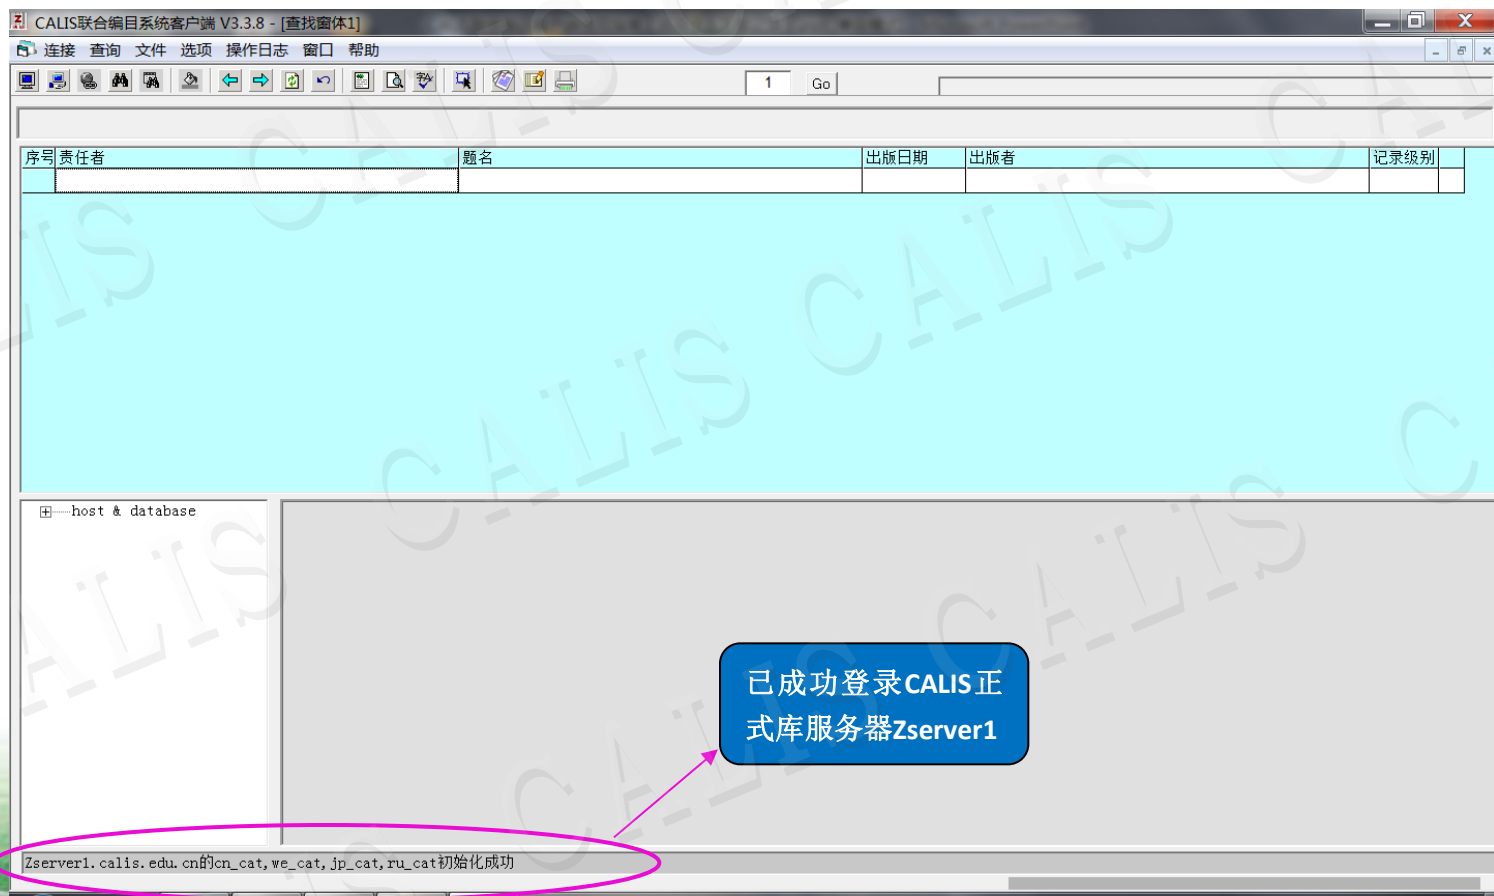 CALIS联合编目系统客户端 V3.3.8 - [查找窗体1]
连接 查询 文件 选项 操作日志 窗口 帮助
1 Go
序号 责任者 题名 出版日期 出版者 记录级别
host & database
已成功登录CALIS正
式库服务器Zserver1
Zserver1.calis.edu.cn的cn_cat,we_cat,jp_cat,ru_cat初始化成功
CALIS CALIS CALIS